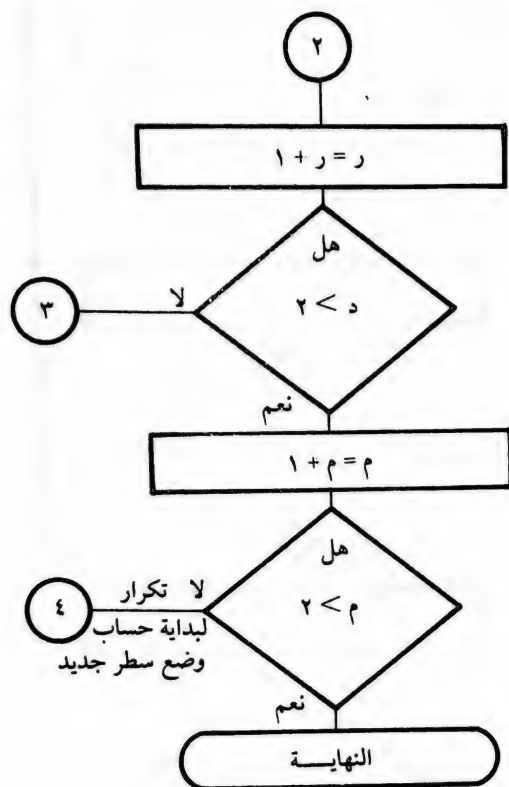 ٢
ر = ر + ١
هل
د > ٢
لا
٣
نعم
م = م + ١
هل
م > ٢
لا تكرار
٤
لبداية حساب
وضع سطر جديد
نعم
النهايـــة